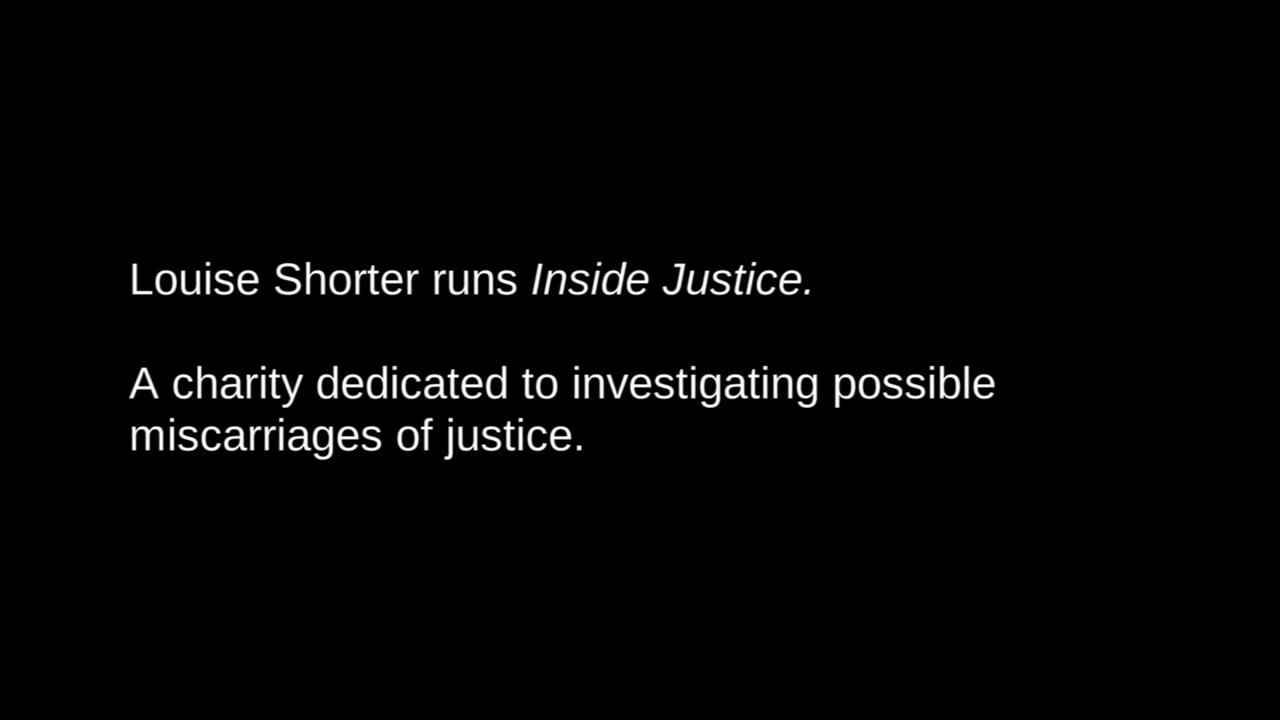 Louise Shorter runs Inside Justice.
A charity dedicated to investigating possible
miscarriages of justice.